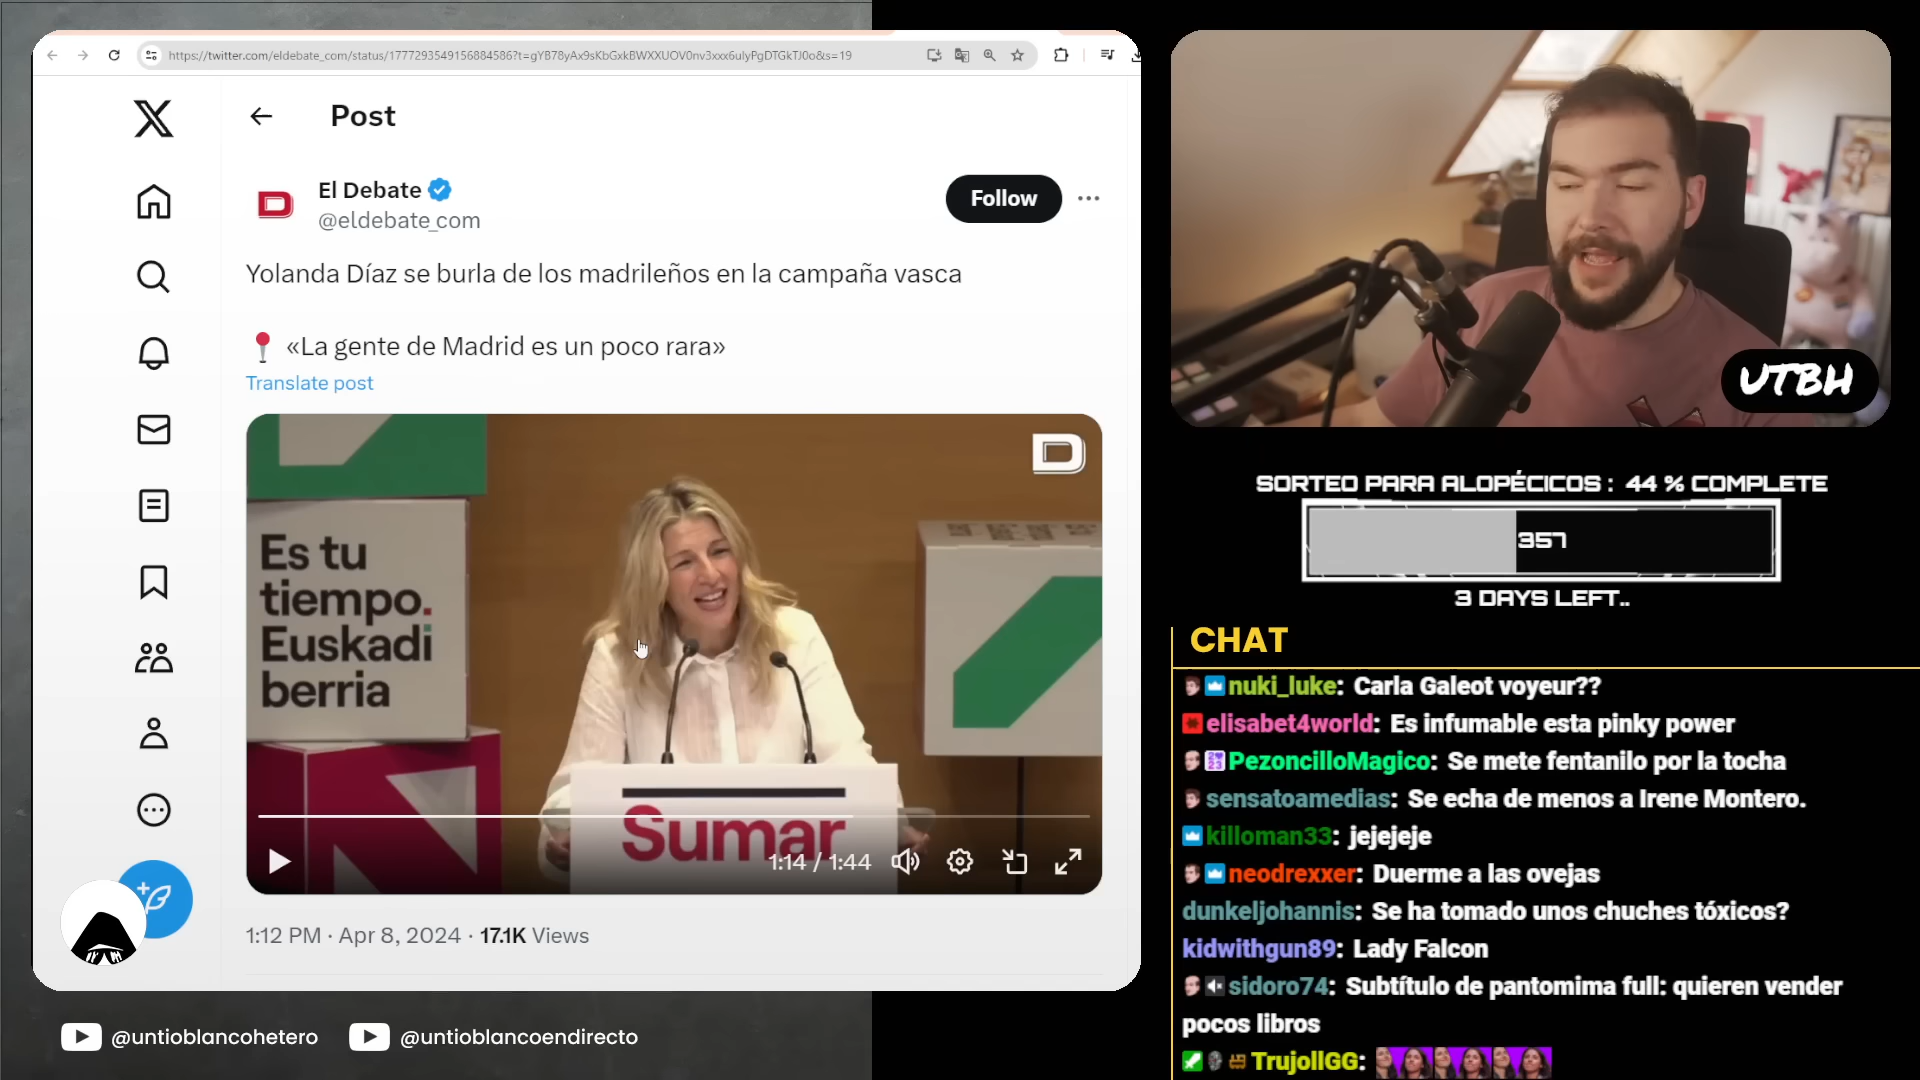 https://twitter.com/eldebate_com/status/1777293549156884586?t=gYB78yAx9sKbGxkBWXXUOV0nv3xxx6ulyPgDTGkTJ0o&s=19
Post
El Debate
@eldebate_com
Follow
Yolanda Díaz se burla de los madrileños en la campaña vasca
📍 «La gente de Madrid es un poco rara»
Translate post
D
Es tu
tiempo.
Euskadi
berria
Sumar
1:14 / 1:44
1:12 PM · Apr 8, 2024 · 17.1K Views
@untioblancohetero
@untioblancoendirecto
UTBH
SORTEO PARA ALOPÉCICOS : 44 % COMPLETE
357
3 DAYS LEFT..
CHAT
nuki_luke: Carla Galeot voyeur??
elisabet4world: Es infumable esta pinky power
PezoncilloMagico: Se mete fentanilo por la tocha
sensatoamedias: Se echa de menos a Irene Montero.
killoman33: jejejeje
neodrexxer: Duerme a las ovejas
dunkeljohannis: Se ha tomado unos chuches tóxicos?
kidwithgun89: Lady Falcon
sidoro74: Subtítulo de pantomima full: quieren vender
pocos libros
TrujollGG: